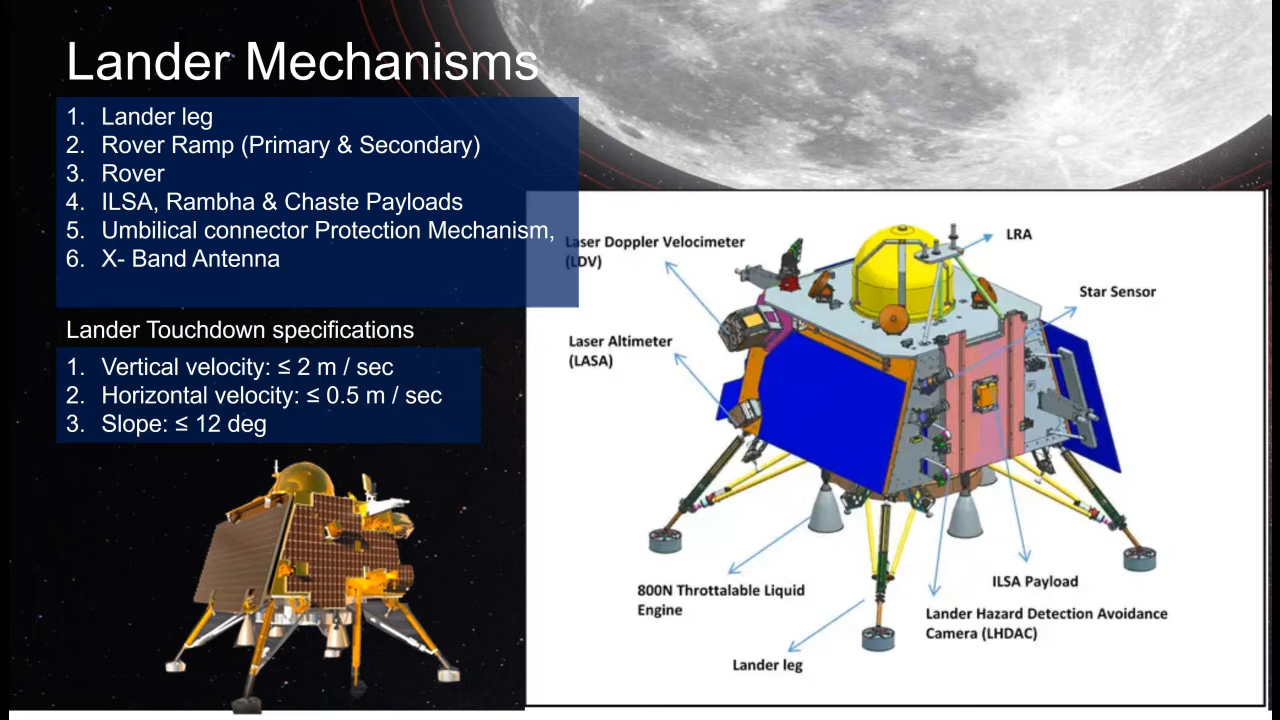 Lander Mechanisms
1. Lander leg
2. Rover Ramp (Primary & Secondary)
3. Rover
4. ILSA, Rambha & Chaste Payloads
5. Umbilical connector Protection Mechanism,
6. X- Band Antenna
Lander Touchdown specifications
1. Vertical velocity: ≤ 2 m / sec
2. Horizontal velocity: ≤ 0.5 m / sec
3. Slope: ≤ 12 deg
Laser Doppler Velocimeter
(LDV)
LRA
Star Sensor
Laser Altimeter
(LASA)
800N Throttalable Liquid
Engine
ILSA Payload
Lander Hazard Detection Avoidance
Camera (LHDAC)
Lander leg